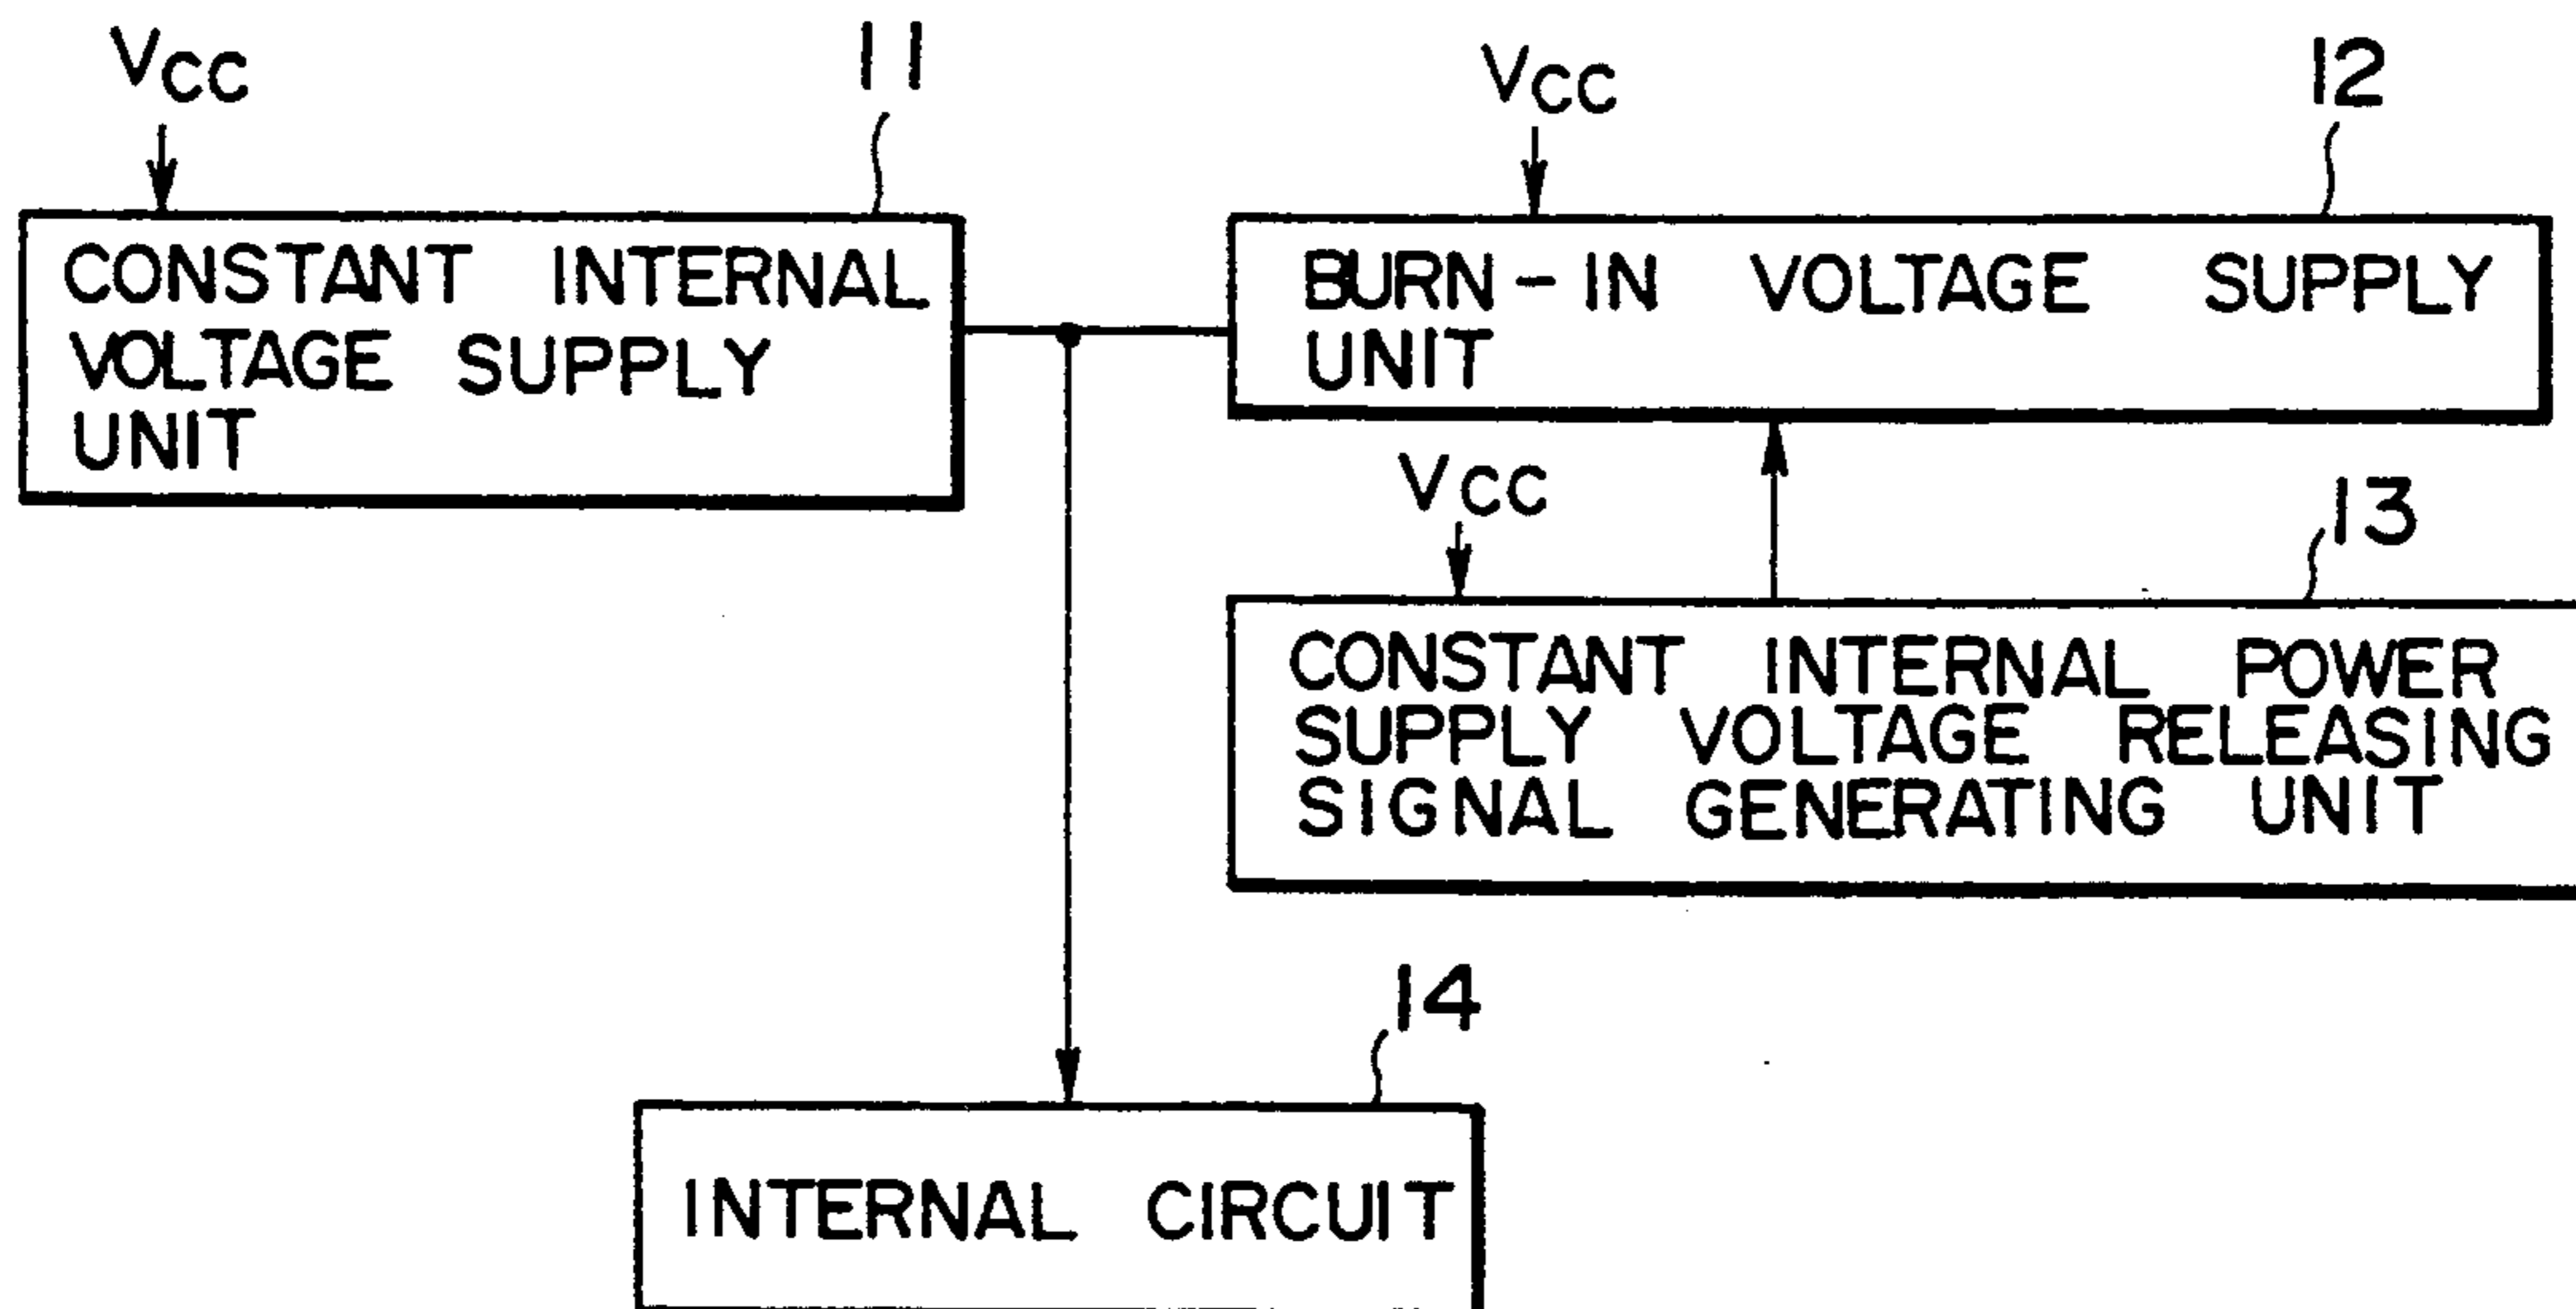 VCC
11
VCC
12
CONSTANT INTERNAL
VOLTAGE SUPPLY
UNIT
BURN-IN VOLTAGE SUPPLY
UNIT
VCC
13
CONSTANT INTERNAL POWER
SUPPLY VOLTAGE RELEASING
SIGNAL GENERATING UNIT
14
INTERNAL CIRCUIT